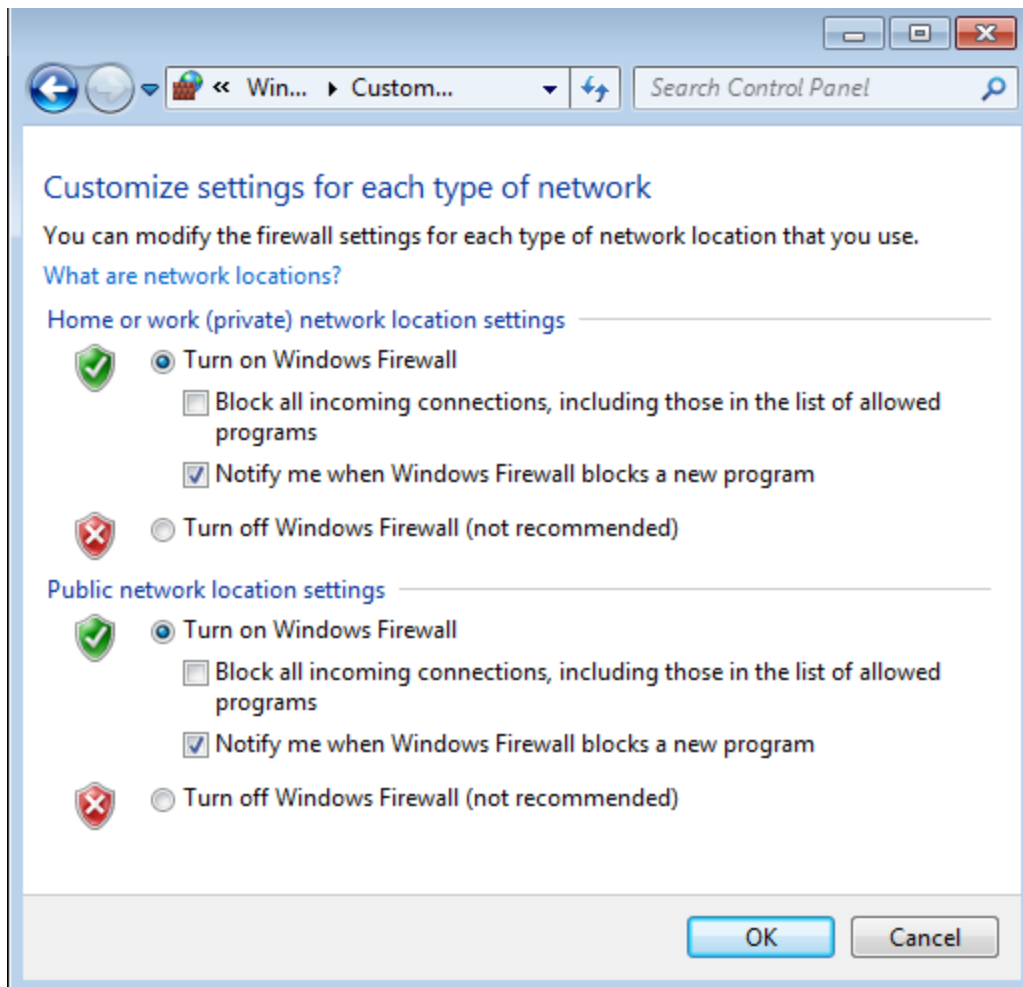 « Win... Custom...
Search Control Panel
Customize settings for each type of network
You can modify the firewall settings for each type of network location that you use.
What are network locations?
Home or work (private) network location settings
Turn on Windows Firewall
Block all incoming connections, including those in the list of allowed
programs
Notify me when Windows Firewall blocks a new program
Turn off Windows Firewall (not recommended)
Public network location settings
Turn on Windows Firewall
Block all incoming connections, including those in the list of allowed
programs
Notify me when Windows Firewall blocks a new program
Turn off Windows Firewall (not recommended)
OK
Cancel